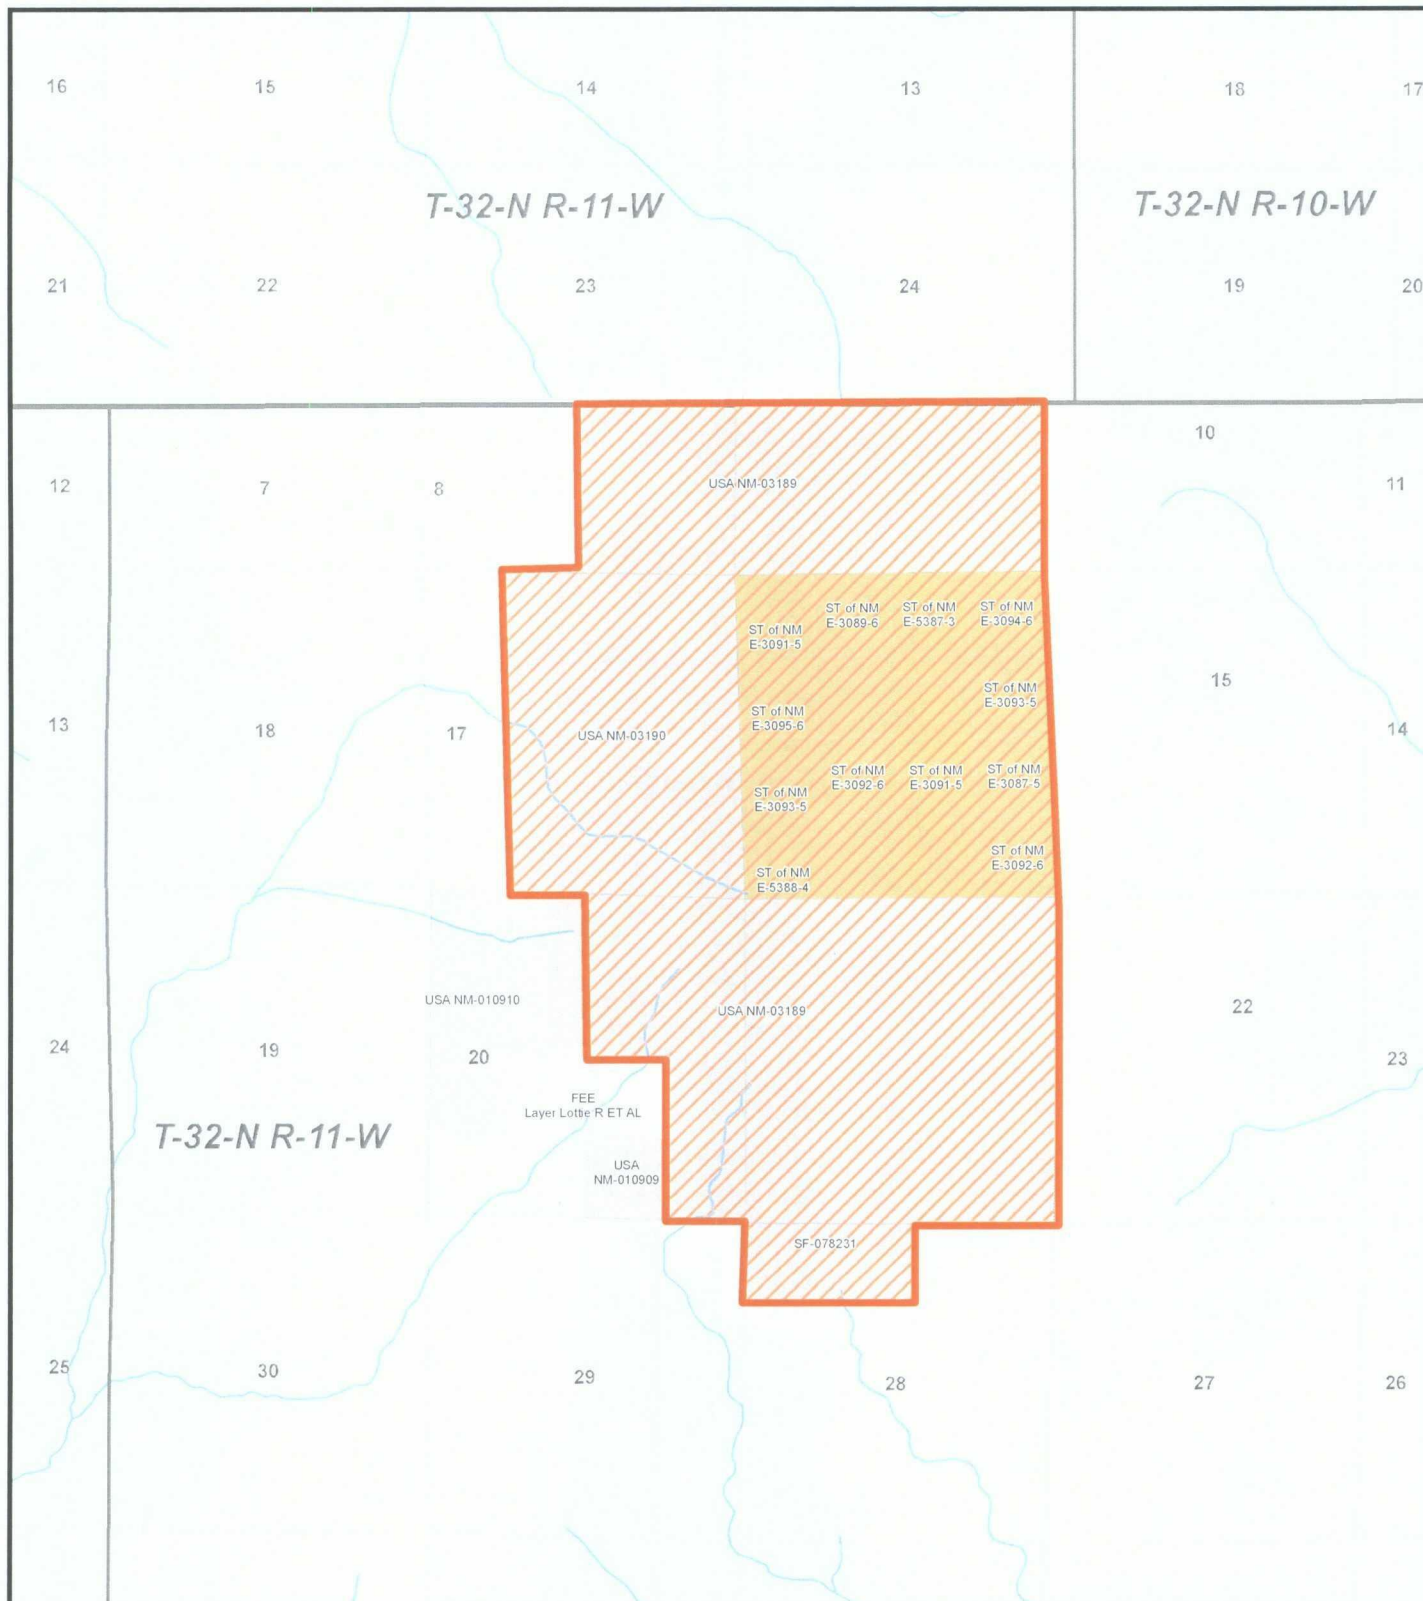 16 15 14 13 18 17
T-32-N R-11-W T-32-N R-10-W
21 22 23 24 19 20
10
12 7 8 USA NM-03189 11
ST of NM ST of NM ST of NM
E-3089-6 E-5387-3 E-3094-6
ST of NM
E-3091-5
15
ST of NM
E-3093-5
ST of NM
E-3095-6
13 18 17 USA NM-03190 14
ST of NM ST of NM ST of NM
E-3092-6 E-3091-5 E-3087-5
ST of NM
E-3093-5
ST of NM
E-3092-6
ST of NM
E-5388-4
USA NM-010910 USA NM-03189 22
24 19 20 23
FEE
Layer Lottie R ET AL
T-32-N R-11-W
USA
NM-010909
SF-078231
25 30 29 28 27 26